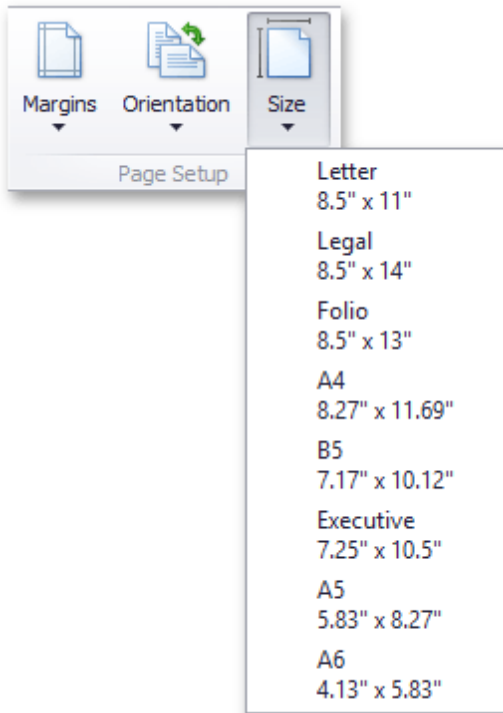 Margins Orientation Size
Page Setup
Letter
8.5" x 11"
Legal
8.5" x 14"
Folio
8.5" x 13"
A4
8.27" x 11.69"
B5
7.17" x 10.12"
Executive
7.25" x 10.5"
A5
5.83" x 8.27"
A6
4.13" x 5.83"